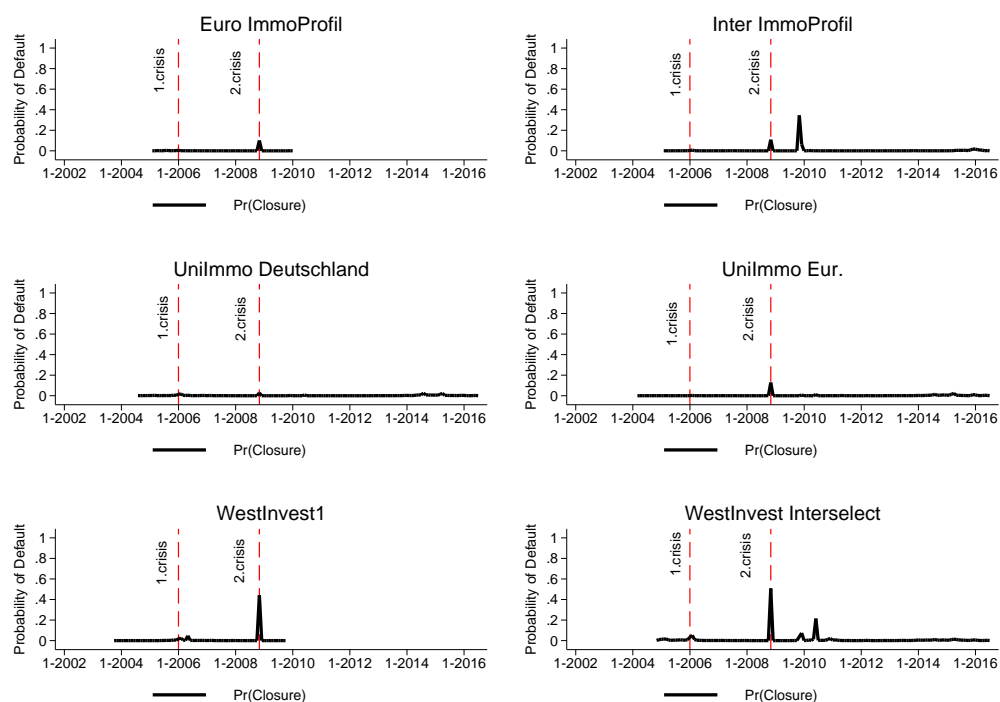 Euro ImmoProfil
Probability of Default
1
.8
.6
.4
.2
0
1.crisis
2.crisis
1-2002 1-2004 1-2006 1-2008 1-2010 1-2012 1-2014 1-2016
Pr(Closure)
Inter ImmoProfil
Probability of Default
1
.8
.6
.4
.2
0
1.crisis
2.crisis
1-2002 1-2004 1-2006 1-2008 1-2010 1-2012 1-2014 1-2016
Pr(Closure)
UniImmo Deutschland
Probability of Default
1
.8
.6
.4
.2
0
1.crisis
2.crisis
1-2002 1-2004 1-2006 1-2008 1-2010 1-2012 1-2014 1-2016
Pr(Closure)
UniImmo Eur.
Probability of Default
1
.8
.6
.4
.2
0
1.crisis
2.crisis
1-2002 1-2004 1-2006 1-2008 1-2010 1-2012 1-2014 1-2016
Pr(Closure)
WestInvest1
Probability of Default
1
.8
.6
.4
.2
0
1.crisis
2.crisis
1-2002 1-2004 1-2006 1-2008 1-2010 1-2012 1-2014 1-2016
Pr(Closure)
WestInvest Interselect
Probability of Default
1
.8
.6
.4
.2
0
1.crisis
2.crisis
1-2002 1-2004 1-2006 1-2008 1-2010 1-2012 1-2014 1-2016
Pr(Closure)